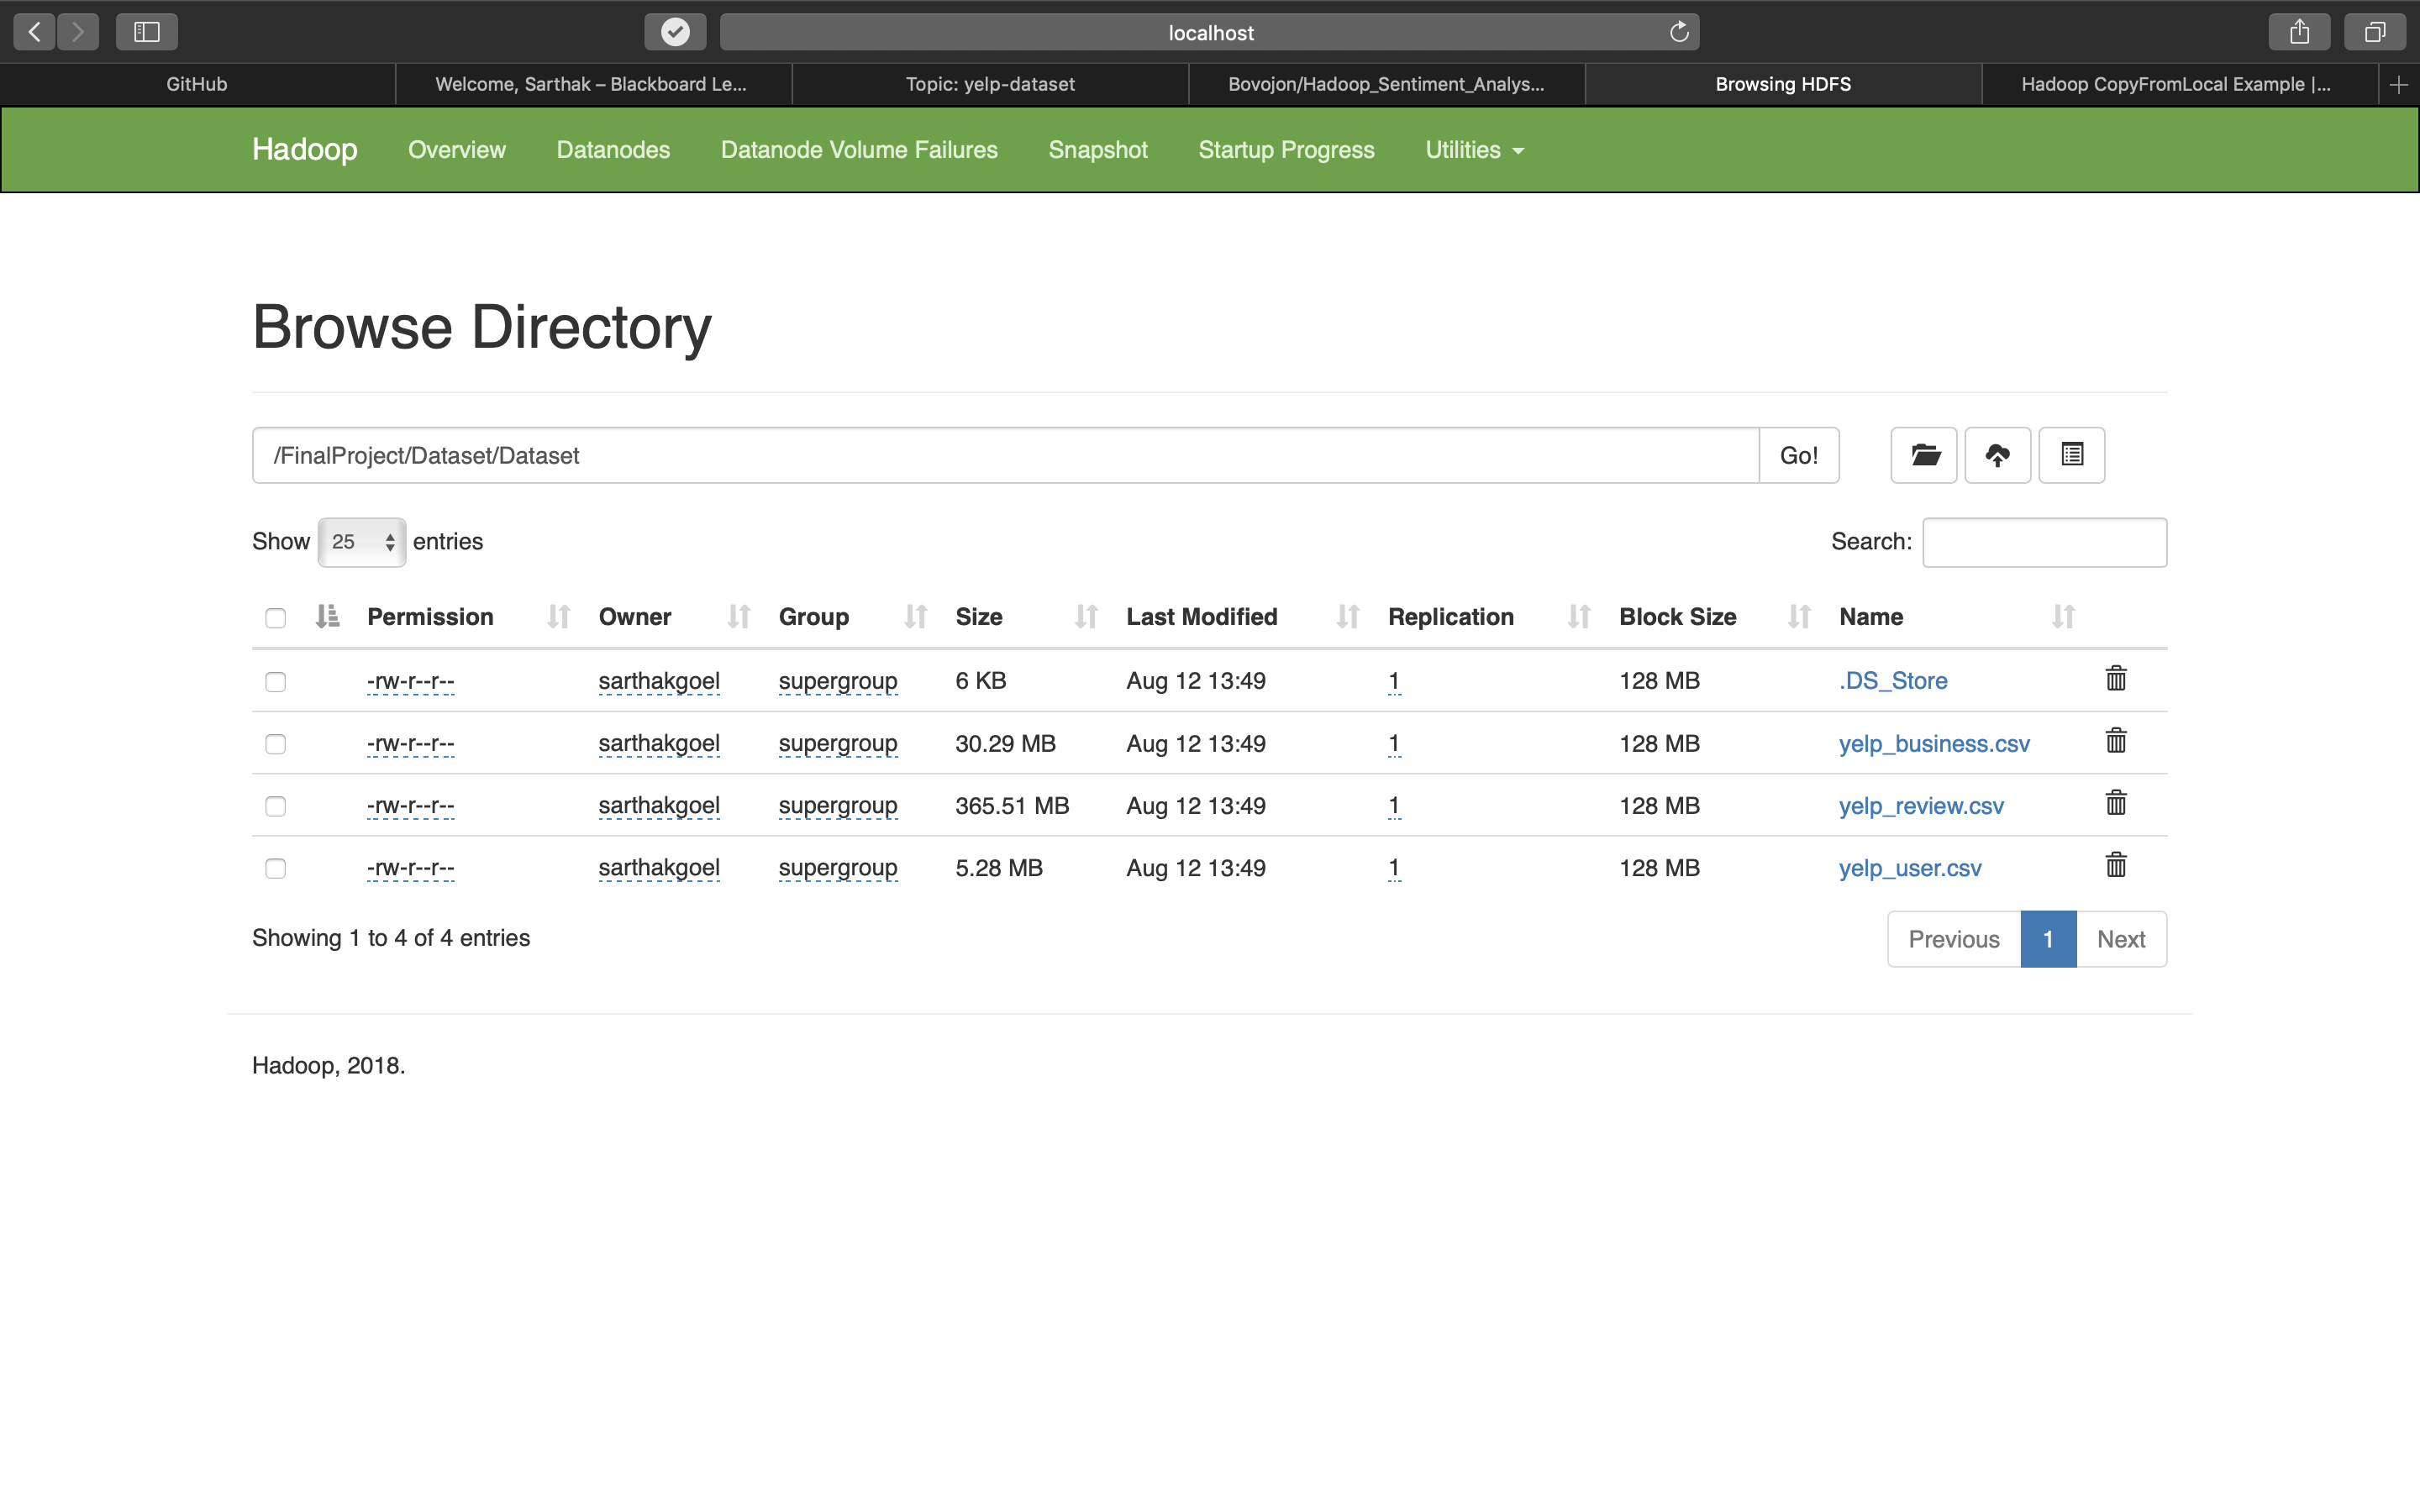 localhost
GitHub Welcome, Sarthak – Blackboard Le... Topic: yelp-dataset Bovojon/Hadoop_Sentiment_Analys... Browsing HDFS Hadoop CopyFromLocal Example |...
Hadoop Overview Datanodes Datanode Volume Failures Snapshot Startup Progress Utilities
Browse Directory
/FinalProject/Dataset/Dataset Go!
Show 25 entries Search:
Permission Owner Group Size Last Modified Replication Block Size Name
-rw-r--r-- sarthakgoel supergroup 6 KB Aug 12 13:49 1 128 MB .DS_Store
-rw-r--r-- sarthakgoel supergroup 30.29 MB Aug 12 13:49 1 128 MB yelp_business.csv
-rw-r--r-- sarthakgoel supergroup 365.51 MB Aug 12 13:49 1 128 MB yelp_review.csv
-rw-r--r-- sarthakgoel supergroup 5.28 MB Aug 12 13:49 1 128 MB yelp_user.csv
Showing 1 to 4 of 4 entries Previous 1 Next
Hadoop, 2018.